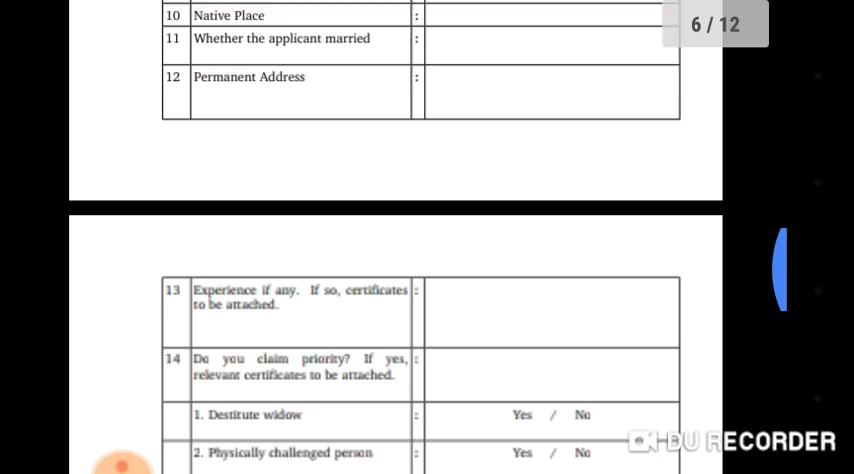 6 / 12
10 Native Place :
11 Whether the applicant married :
12 Permanent Address :
13 Experience if any. If so, certificates :
to be attached.
14 Do you claim priority? If yes, :
relevant certificates to be attached.
1. Destitute widow : Yes / No
2. Physically challenged person : Yes / No
DU RECORDER